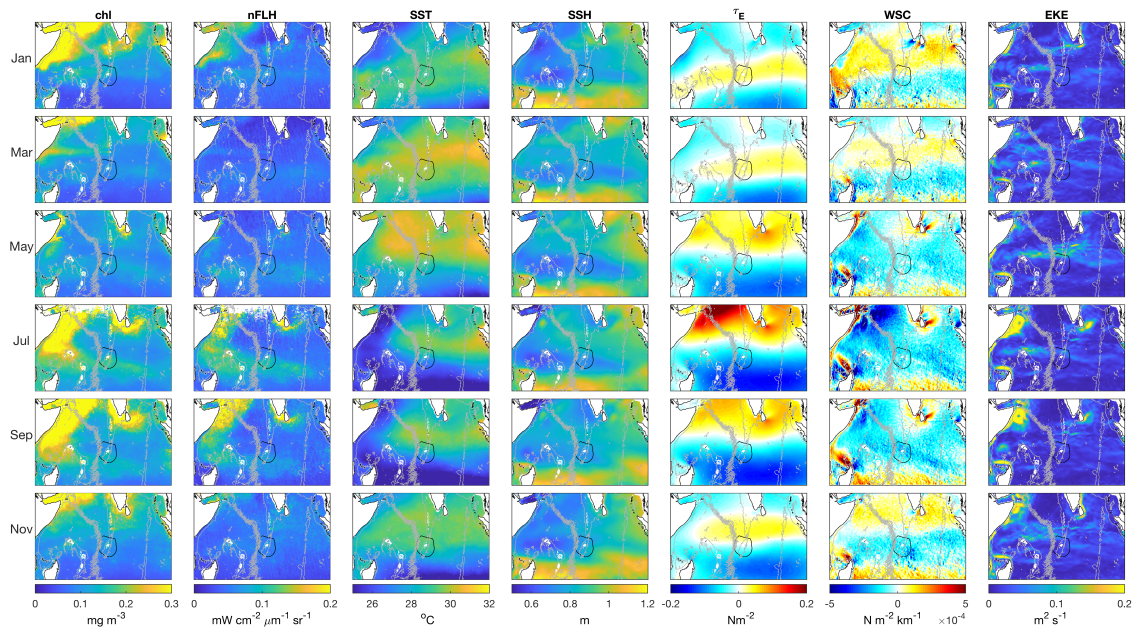 chl nFLH SST SSH τE WSC EKE
Jan
Mar
May
Jul
Sep
Nov
0 0.1 0.2 0.3 0 0.1 0.2 26 28 30 32 0.6 0.8 1 1.2 -0.2 0 0.2 -5 0 5 0 0.1 0.2
mg m-3 mW cm-2 μm-1 sr-1 oC m Nm-2 N m-2 km-1 ×10-4 m2 s-1